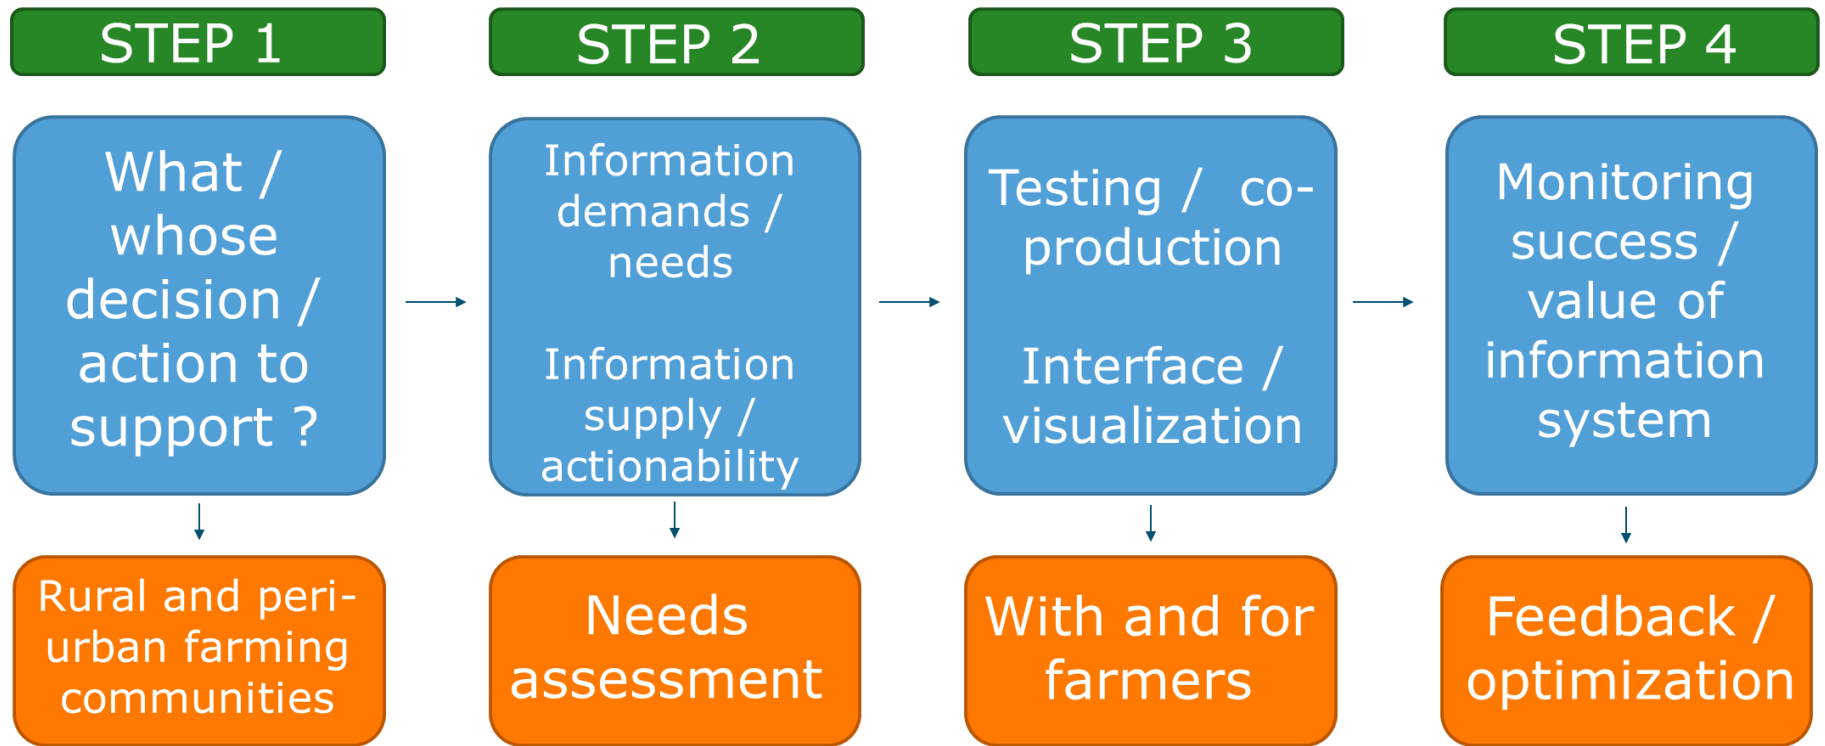 STEP 1
What /
whose
decision /
action to
support ?
Rural and peri-
urban farming
communities
STEP 2
Information
demands /
needs
Information
supply /
actionability
Needs
assessment
STEP 3
Testing /  co-
production
Interface /
visualization
With and for
farmers
STEP 4
Monitoring
success /
value of
information
system
Feedback /
optimization